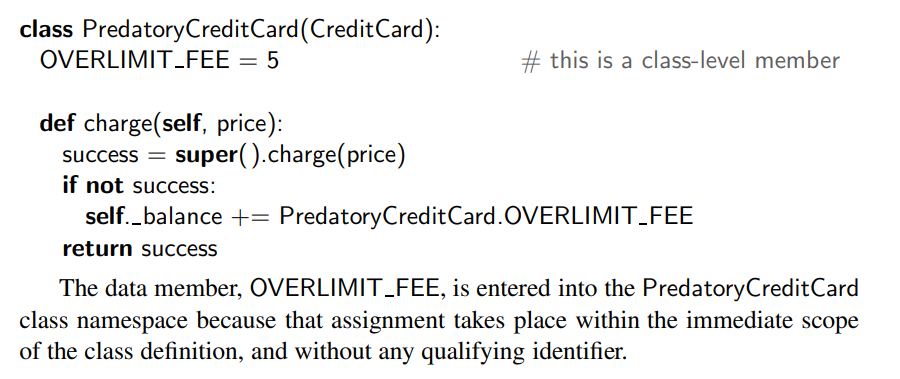 class PredatoryCreditCard(CreditCard):
OVERLIMIT_FEE = 5 # this is a class-level member
def charge(self, price):
success = super().charge(price)
if not success:
self._balance += PredatoryCreditCard.OVERLIMIT_FEE
return success
The data member, OVERLIMIT_FEE, is entered into the PredatoryCreditCard
class namespace because that assignment takes place within the immediate scope
of the class definition, and without any qualifying identifier.